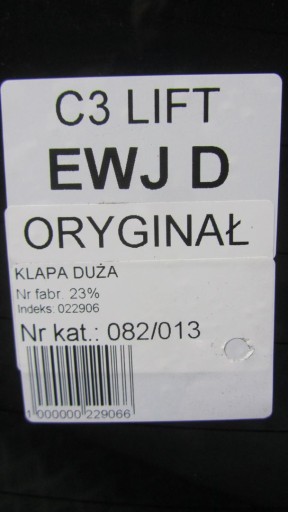 C3 LIFT
EWJ D
ORYGINAŁ
KLAPA DUŻA
Nr fabr. 23%
Indeks: 022906
Nr kat.: 082/013
1 000000 229066